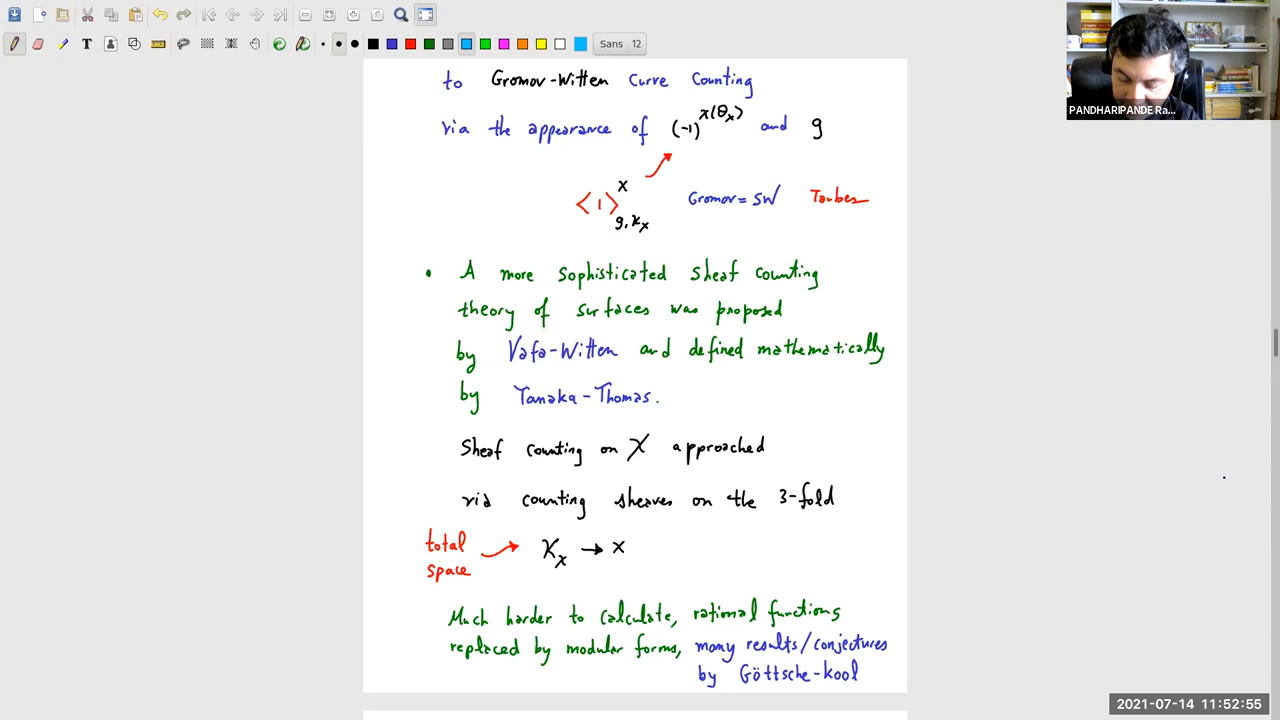 Sans 12
PANDHARIPANDE Ra...
to Gromov-Witten Curve Counting
via the appearance of (-1)^χ(θ_X) and g
<1>^X_g,K_X Gromov = SW Taubes
• A more sophisticated sheaf counting
theory of surfaces was proposed
by Vafa-Witten and defined mathematically
by Tanaka-Thomas.
Sheaf counting on X approached
via counting sheaves on the 3-fold
total space → K_X → X
Much harder to calculate, rational functions
replaced by modular forms, many results/conjectures
by Göttsche-Kool
2021-07-14 11:52:55